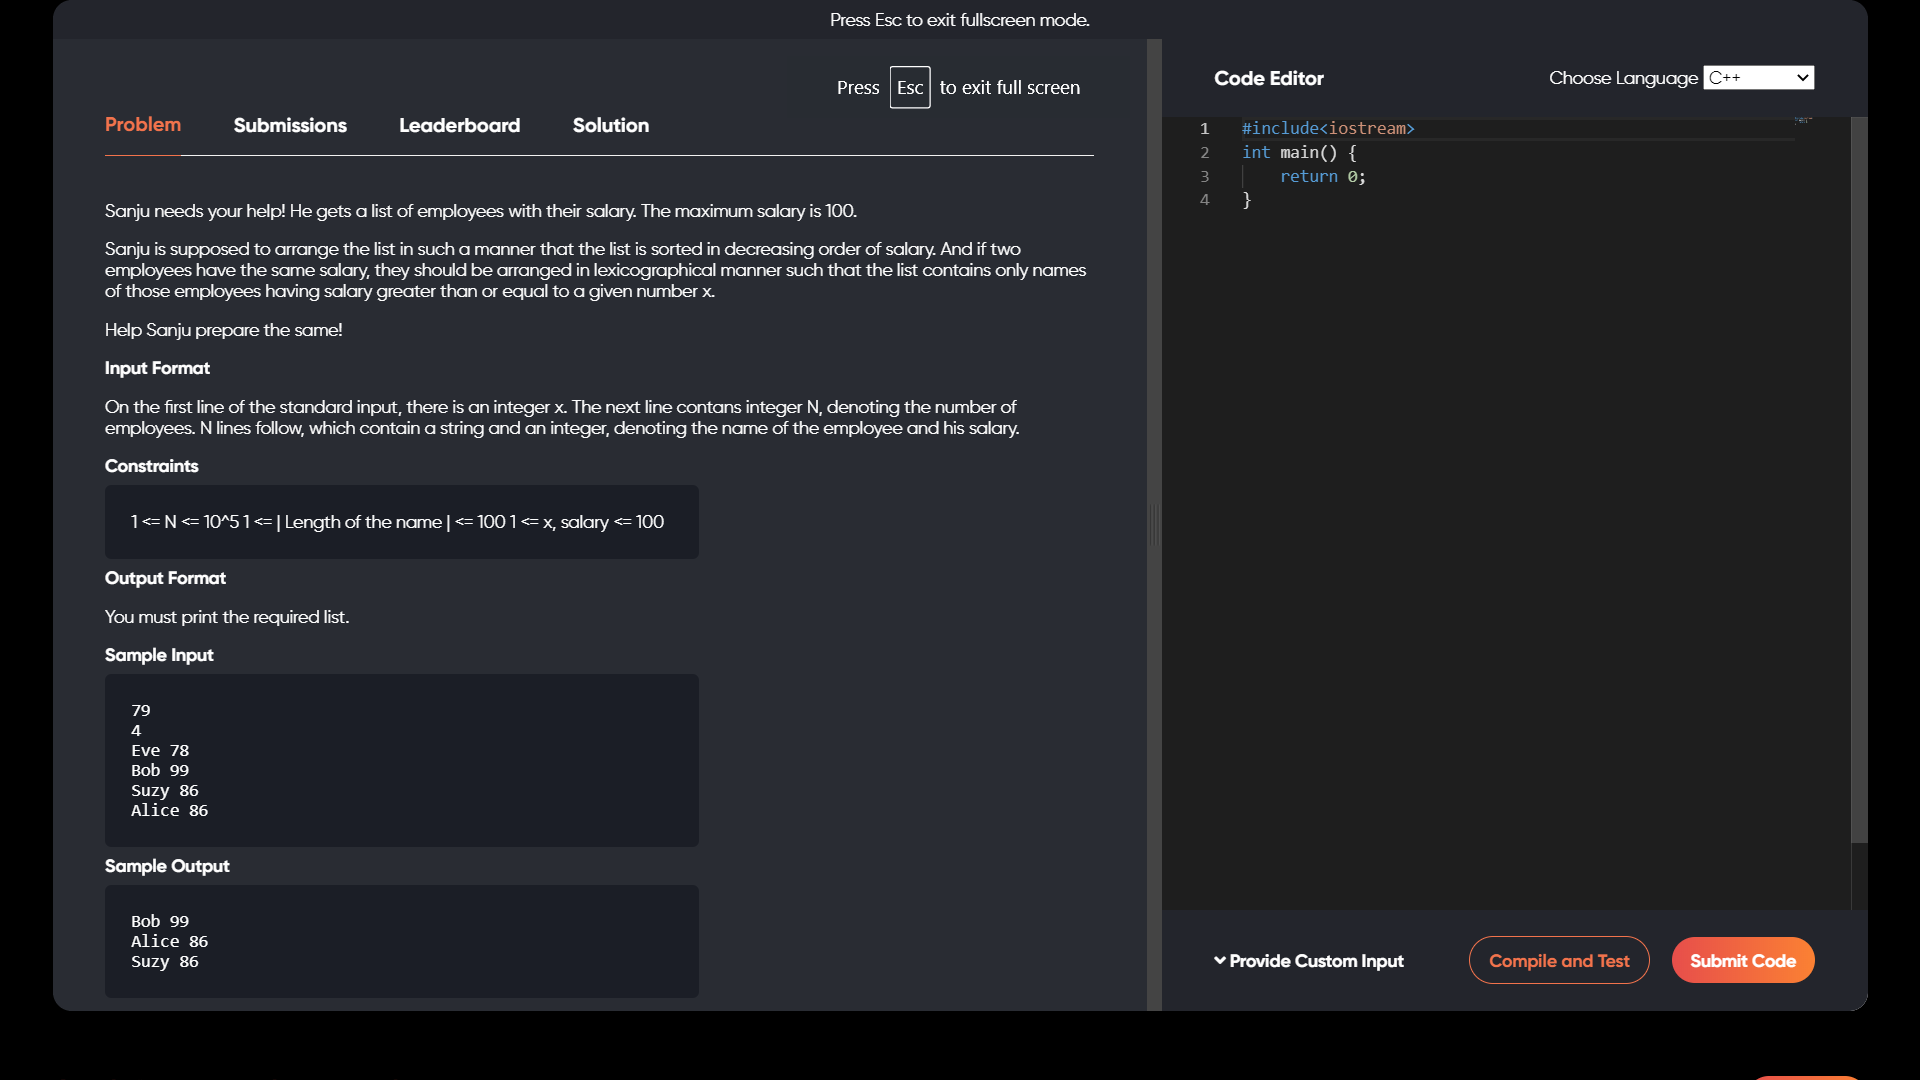 Press Esc to exit fullscreen mode.
Press Esc to exit full screen
Problem Submissions Leaderboard Solution
Sanju needs your help! He gets a list of employees with their salary. The maximum salary is 100.
Sanju is supposed to arrange the list in such a manner that the list is sorted in decreasing order of salary. And if two
employees have the same salary, they should be arranged in lexicographical manner such that the list contains only names
of those employees having salary greater than or equal to a given number x.
Help Sanju prepare the same!
Input Format
On the first line of the standard input, there is an integer x. The next line contans integer N, denoting the number of
employees. N lines follow, which contain a string and an integer, denoting the name of the employee and his salary.
Constraints
1 <= N <= 10^5 1 <= | Length of the name | <= 100 1 <= x, salary <= 100
Output Format
You must print the required list.
Sample Input
79
4
Eve 78
Bob 99
Suzy 86
Alice 86
Sample Output
Bob 99
Alice 86
Suzy 86
Code Editor
Choose Language C++
1 #include<iostream>
2 int main() {
3     return 0;
4 }
Provide Custom Input
Compile and Test
Submit Code